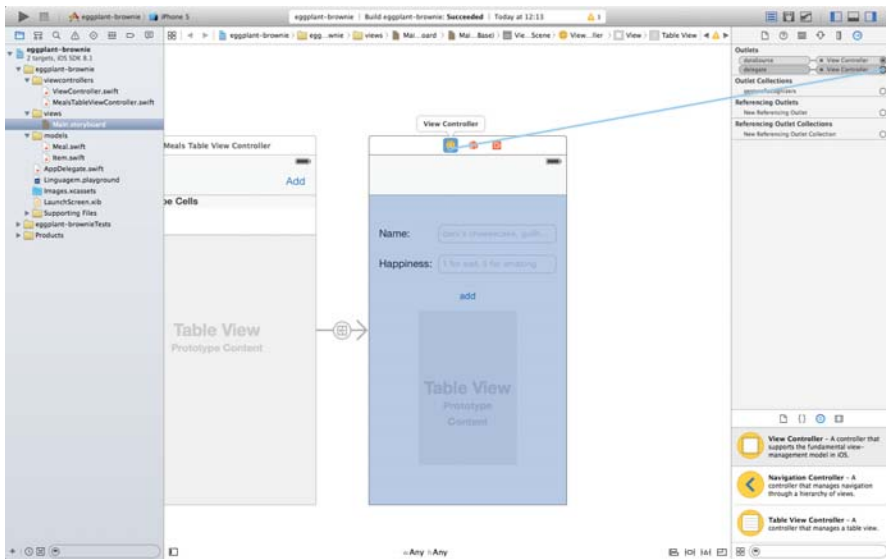 eggplant-brownie
iPhone 5
eggplant-brownie | Build eggplant-brownie: Succeeded | Today at 12:13
1
eggplant-brownie
egg...wnie
views
Mai...oard
Mai...Base)
Vie...Scene
View...ller
View
Table View
eggplant-brownie
2 targets, iOS SDK 8.1
eggplant-brownie
viewcontrollers
ViewController.swift
MealsTableViewController.swift
views
Main.storyboard
models
Meal.swift
Item.swift
AppDelegate.swift
Linguagem.playground
Images.xcassets
LaunchScreen.xib
Supporting Files
eggplant-brownieTests
Products
Meals Table View Controller
Add
pe Cells
Table View
Prototype Content
View Controller
Name:
Happiness:
add
Table View
Prototype
Content
Any Any
Outlets
dataSource
View Controller
delegate
View Controller
Outlet Collections
gestureRecognizers
Referencing Outlets
New Referencing Outlet
Referencing Outlet Collections
New Referencing Outlet Collection
View Controller - A controller that
supports the fundamental view-
management model in iOS.
Navigation Controller - A
controller that manages navigation
through a hierarchy of views.
Table View Controller - A
controller that manages a table view.